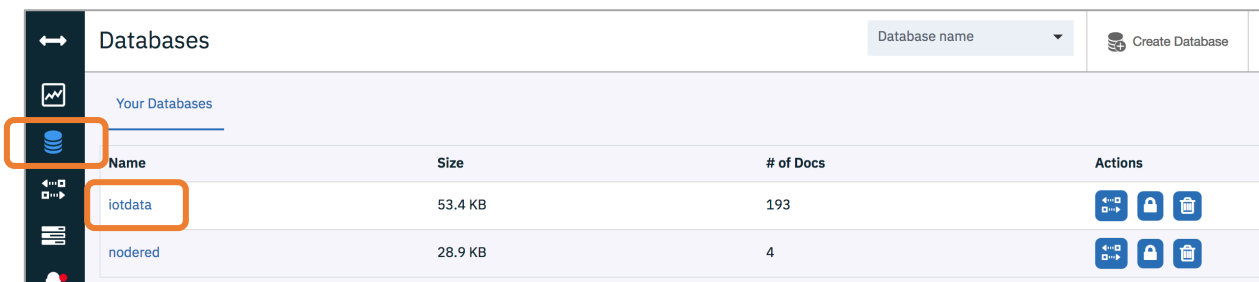 Databases
Database name
Create Database
Your Databases
Name Size # of Docs Actions
iotdata 53.4 KB 193
nodered 28.9 KB 4